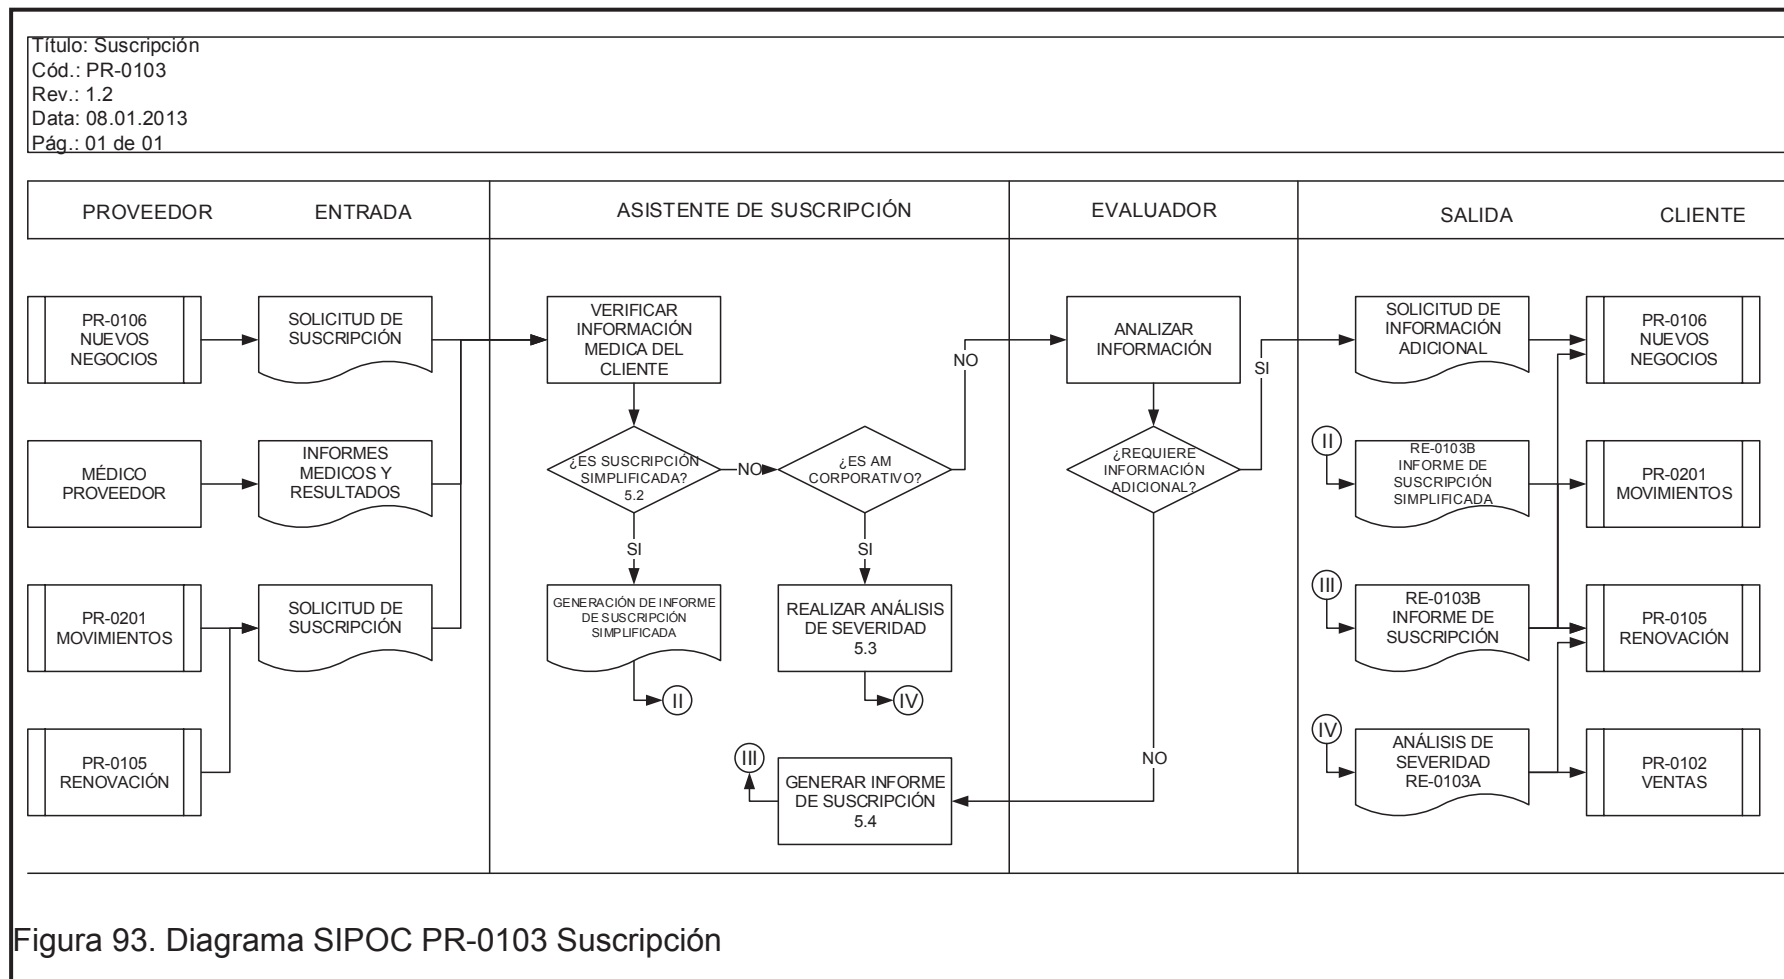 Título: Suscripción
Cód.: PR-0103
Rev.: 1.2
Data: 08.01.2013
Pág.: 01 de 01
PROVEEDOR
ENTRADA
ASISTENTE DE SUSCRIPCIÓN
EVALUADOR
SALIDA
CLIENTE
PR-0106
NUEVOS
NEGOCIOS
SOLICITUD DE
SUSCRIPCIÓN
VERIFICAR
INFORMACIÓN
MEDICA DEL
CLIENTE
NO
ANALIZAR
INFORMACIÓN
SI
SOLICITUD DE
INFORMACIÓN
ADICIONAL
PR-0106
NUEVOS
NEGOCIOS
MÉDICO
PROVEEDOR
INFORMES
MEDICOS Y
RESULTADOS
¿ES SUSCRIPCIÓN
SIMPLIFICADA?
5.2
NO
¿ES AM
CORPORATIVO?
¿REQUIERE
INFORMACIÓN
ADICIONAL?
II
RE-0103B
INFORME DE
SUSCRIPCIÓN
SIMPLIFICADA
PR-0201
MOVIMIENTOS
SI
SI
PR-0201
MOVIMIENTOS
SOLICITUD DE
SUSCRIPCIÓN
GENERACIÓN DE INFORME
DE SUSCRIPCIÓN
SIMPLIFICADA
REALIZAR ANÁLISIS
DE SEVERIDAD
5.3
III
RE-0103B
INFORME DE
SUSCRIPCIÓN
PR-0105
RENOVACIÓN
II
IV
PR-0105
RENOVACIÓN
III
GENERAR INFORME
DE SUSCRIPCIÓN
5.4
NO
IV
ANÁLISIS DE
SEVERIDAD
RE-0103A
PR-0102
VENTAS
Figura 93. Diagrama SIPOC PR-0103 Suscripción